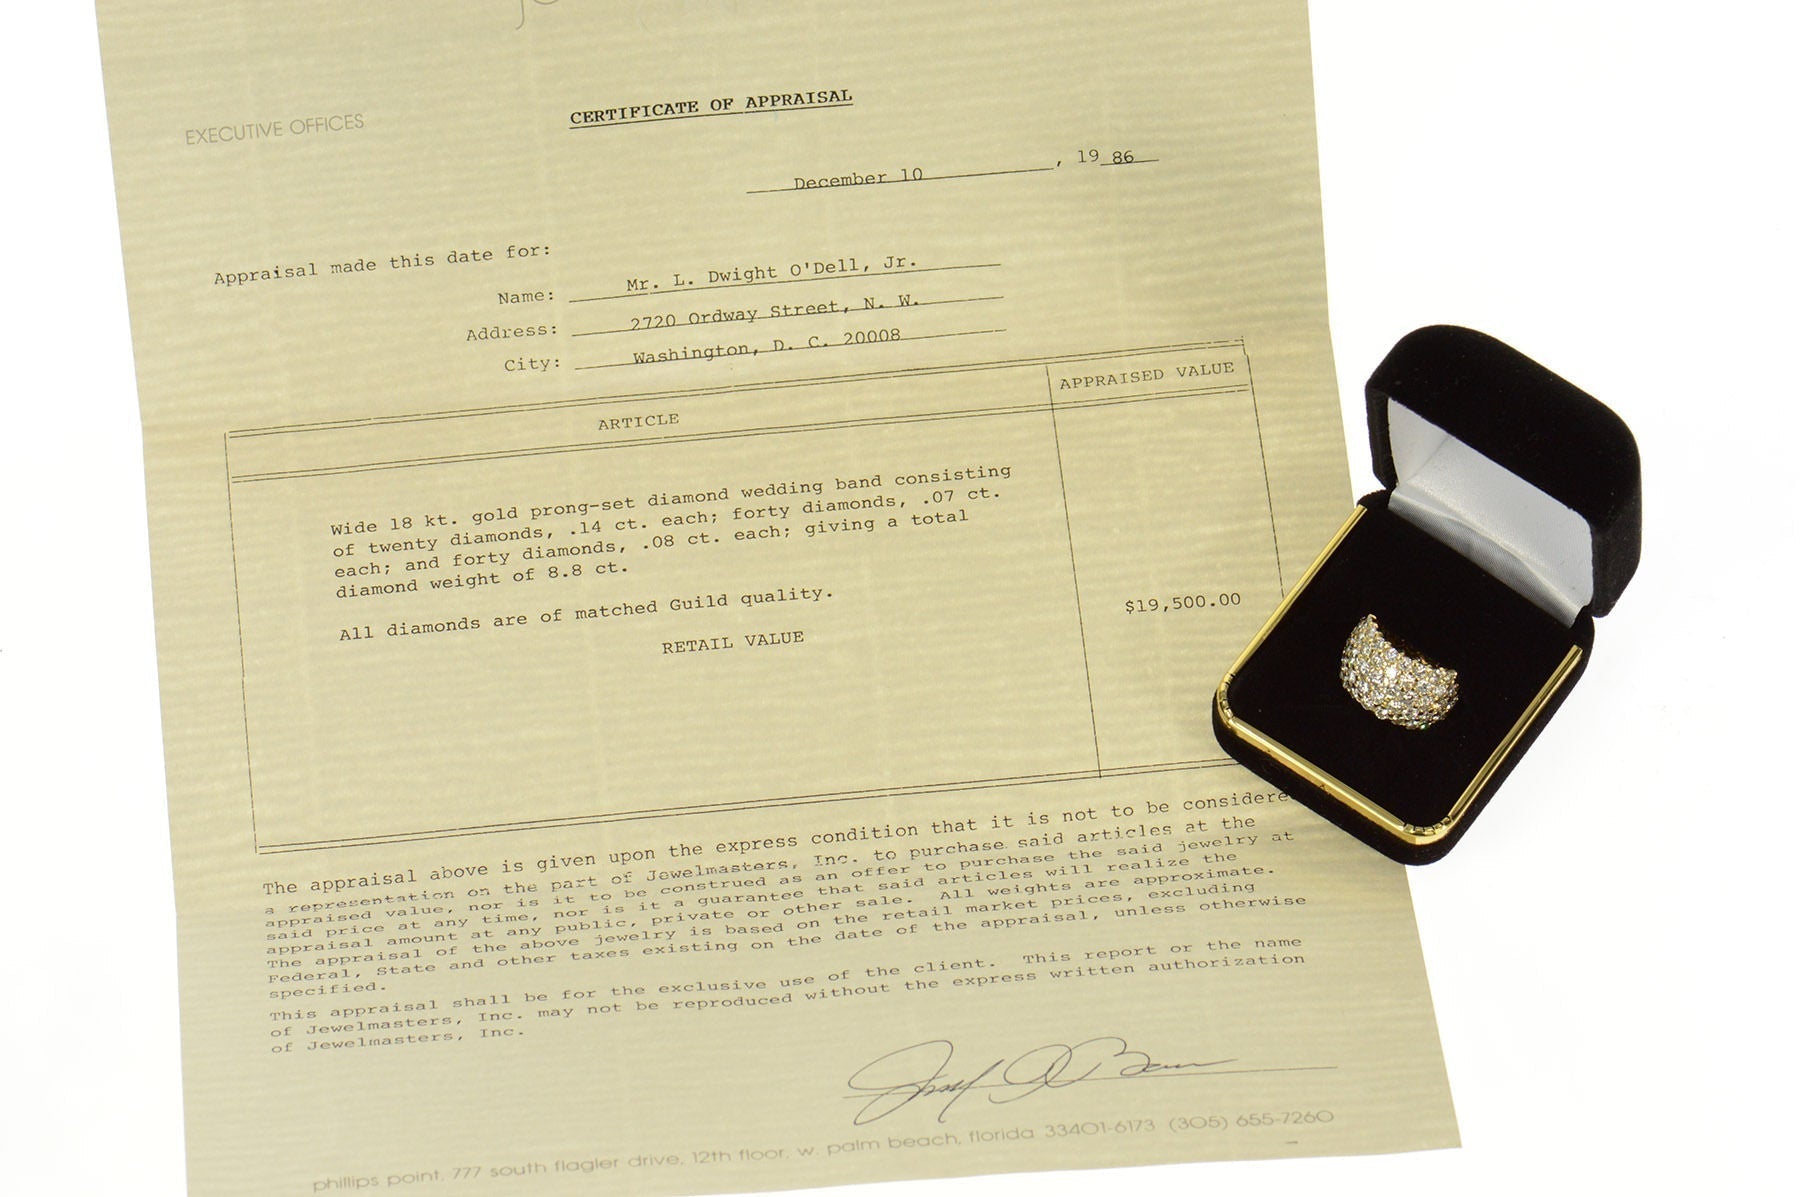 EXECUTIVE OFFICES
CERTIFICATE OF APPRAISAL
December 10, 19 86
Appraisal made this date for:
Name: Mr. L. Dwight O'Dell, Jr.
Address: 2720 Ordway Street, N. W.
City: Washington, D. C. 20008
ARTICLE APPRAISED VALUE
Wide 18 kt. gold prong-set diamond wedding band consisting
of twenty diamonds, .14 ct. each; forty diamonds, .07 ct.
each; and forty diamonds, .08 ct. each; giving a total
diamond weight of 8.8 ct.
All diamonds are of matched Guild quality.
RETAIL VALUE $19,500.00
The appraisal above is given upon the express condition that it is not to be considere
a representation on the part of Jewelmasters, Inc. to purchase said articles at the
appraised value, nor is it to be construed as an offer to purchase the said jewelry at
said price at any time, nor is it a guarantee that said articles will realize the
appraisal amount at any public, private or other sale. All weights are approximate.
The appraisal of the above jewelry is based on the retail market prices, excluding
Federal, State and other taxes existing on the date of the appraisal, unless otherwise
specified.
This appraisal shall be for the exclusive use of the client. This report or the name
of Jewelmasters, Inc. may not be reproduced without the express written authorization
of Jewelmasters, Inc.
phillips point, 777 south flagler drive, 12th floor, w. palm beach, florida 33401-6173 (305) 655-7260